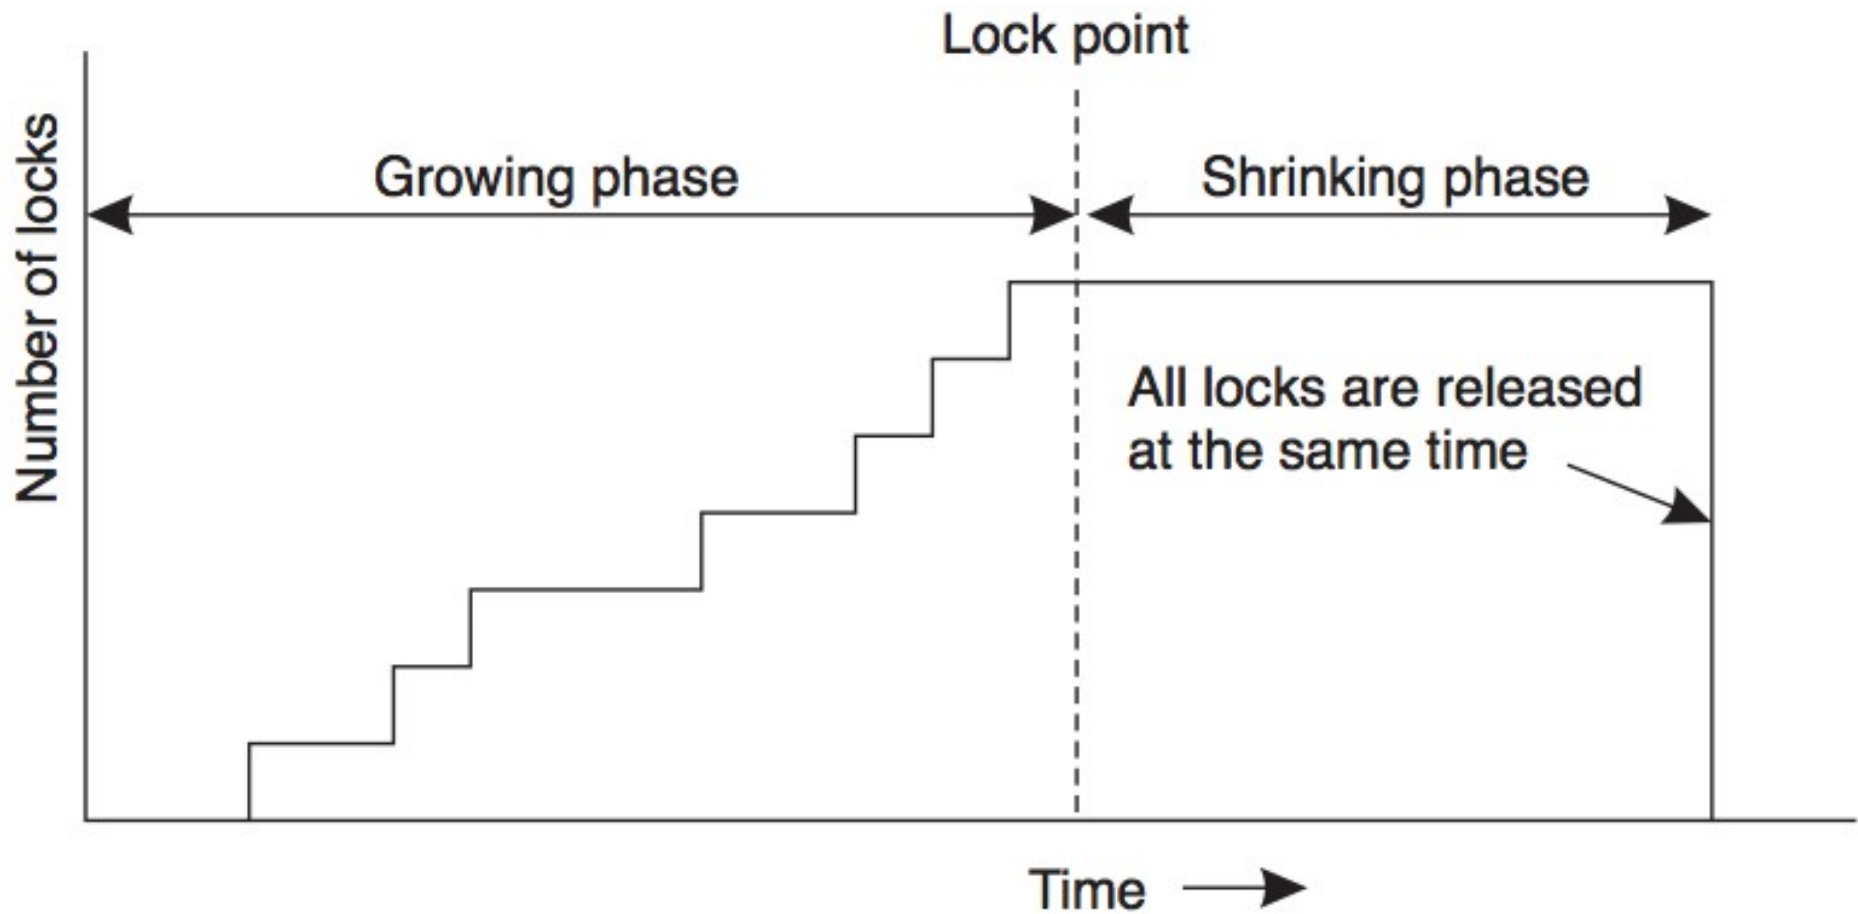 Lock point
Number of locks
Growing phase
Shrinking phase
All locks are released
at the same time
Time